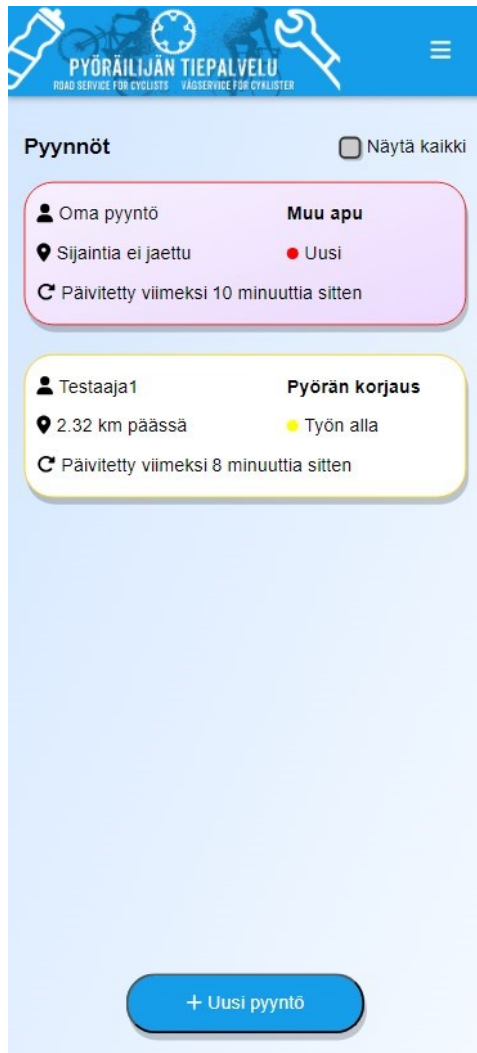 PYÖRÄILIJÄN TIEPALVELU
ROAD SERVICE FOR CYCLISTS VÄGSERVICE FÖR CYKLISTER
Pyynnöt Näytä kaikki
Oma pyyntö Muu apu
Sijaintia ei jaettu Uusi
Päivitetty viimeksi 10 minuuttia sitten
Testaaja1 Pyörän korjaus
2.32 km päässä Työn alla
Päivitetty viimeksi 8 minuuttia sitten
+ Uusi pyyntö